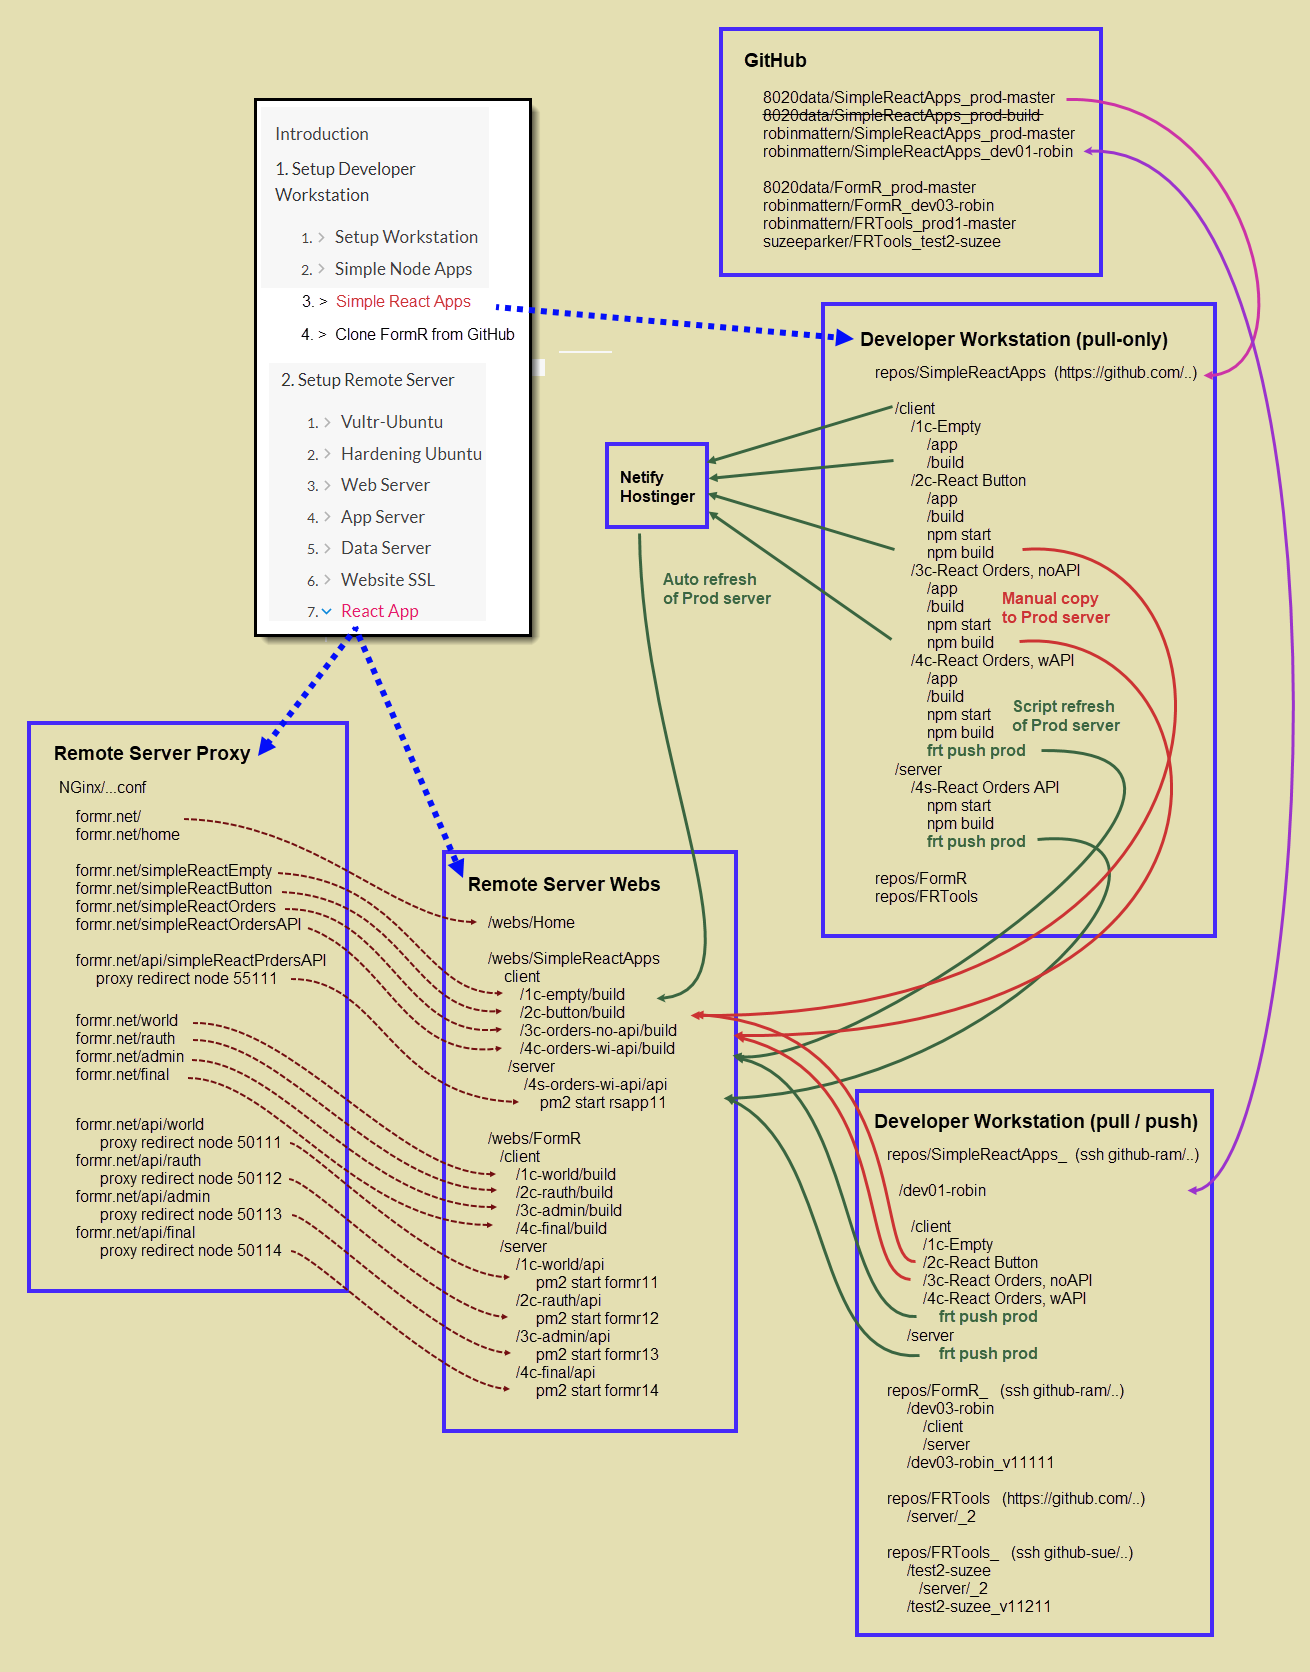 GitHub
8020data/SimpleReactApps_prod-master
8020data/SimpleReactApps_prod-build
robinmattern/SimpleReactApps_prod-master
robinmattern/SimpleReactApps_dev01-robin
8020data/FormR_prod-master
robinmattern/FormR_dev03-robin
robinmattern/FRTools_prod1-master
suzeeparker/FRTools_test2-suzee
Introduction
1. Setup Developer
Workstation
1. > Setup Workstation
2. > Simple Node Apps
3. > Simple React Apps
4. > Clone FormR from GitHub
2. Setup Remote Server
1. > Vultr-Ubuntu
2. > Hardening Ubuntu
3. > Web Server
4. > App Server
5. > Data Server
6. > Website SSL
7. React App
Developer Workstation (pull-only)
repos/SimpleReactApps (https://github.com/..)
/client
/1c-Empty
/app
/build
/2c-React Button
/app
/build
npm start
npm build
/3c-React Orders, noAPI
/app
/build
npm start
npm build
/4c-React Orders, wAPI
/app
/build
npm start
npm build
frt push prod
/server
/4s-React Orders API
npm start
npm build
frt push prod
repos/FormR
repos/FRTools
Manual copy
to Prod server
Script refresh
of Prod server
Netify
Hostinger
Auto refresh
of Prod server
Remote Server Proxy
NGinx/...conf
formr.net/
formr.net/home
formr.net/simpleReactEmpty
formr.net/simpleReactButton
formr.net/simpleReactOrders
formr.net/simpleReactOrdersAPI
formr.net/api/simpleReactPrdersAPI
proxy redirect node 55111
formr.net/world
formr.net/rauth
formr.net/admin
formr.net/final
formr.net/api/world
proxy redirect node 50111
formr.net/api/rauth
proxy redirect node 50112
formr.net/api/admin
proxy redirect node 50113
formr.net/api/final
proxy redirect node 50114
Remote Server Webs
/webs/Home
/webs/SimpleReactApps
client
/1c-empty/build
/2c-button/build
/3c-orders-no-api/build
/4c-orders-wi-api/build
/server
/4s-orders-wi-api/api
pm2 start rsapp11
/webs/FormR
/client
/1c-world/build
/2c-rauth/build
/3c-admin/build
/4c-final/build
/server
/1c-world/api
pm2 start formr11
/2c-rauth/api
pm2 start formr12
/3c-admin/api
pm2 start formr13
/4c-final/api
pm2 start formr14
Developer Workstation (pull / push)
repos/SimpleReactApps_ (ssh github-ram/..)
/dev01-robin
/client
/1c-Empty
/2c-React Button
/3c-React Orders, noAPI
/4c-React Orders, wAPI
frt push prod
/server
frt push prod
repos/FormR_ (ssh github-ram/..)
/dev03-robin
/client
/server
/dev03-robin_v11111
repos/FRTools (https://github.com/..)
/server/_2
repos/FRTools_ (ssh github-sue/..)
/test2-suzee
/server/_2
/test2-suzee_v11211